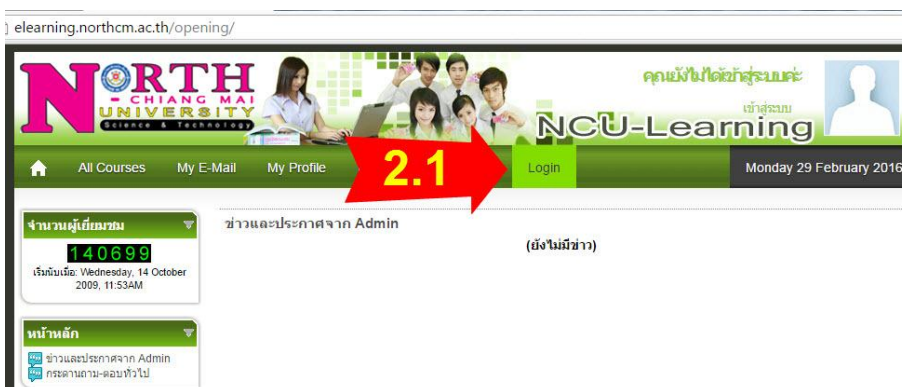 elearning.northcm.ac.th/opening/
NORTH
- CHIANG MAI
UNIVERSITY
Science & Technology
คุณยังไม่ได้เข้าสู่ระบบค่ะ
เข้าสู่ระบบ
NCU-Learning
All Courses My E-Mail My Profile 2.1 Login Monday 29 February 2016
จำนวนผู้เยี่ยมชม
140699
เริ่มนับเมื่อ: Wednesday, 14 October
2009, 11:53AM
ข่าวและประกาศจาก Admin
(ยังไม่มีข่าว)
หน้าหลัก
ข่าวและประกาศจาก Admin
กระดานถาม-ตอบทั่วไป